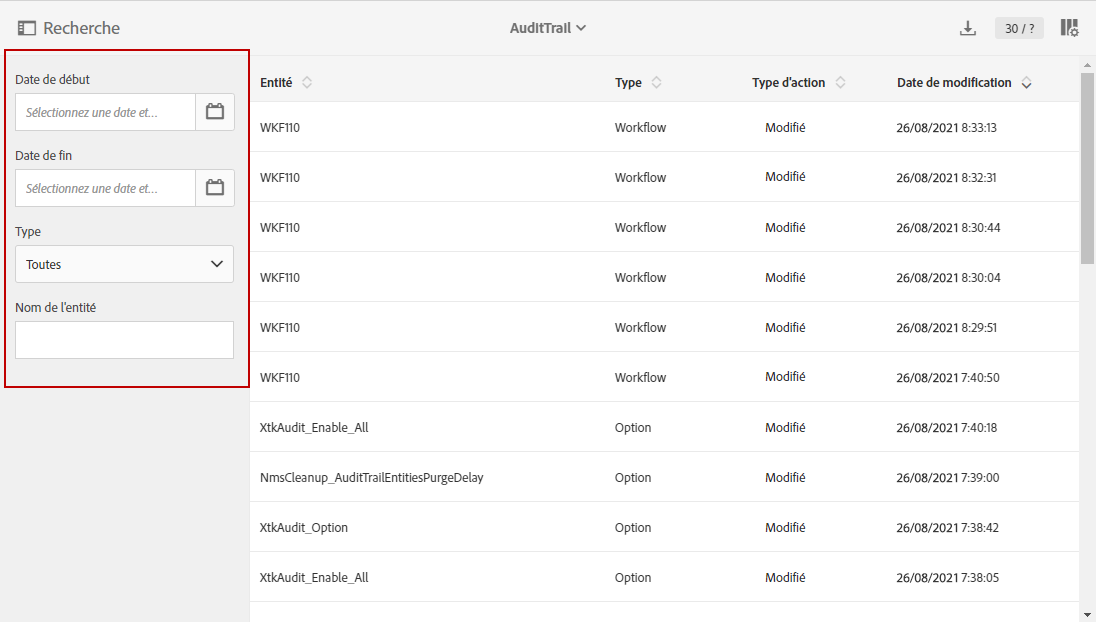 Recherche
AuditTrail
30 / ?
Date de début
Sélectionnez une date et...
Date de fin
Sélectionnez une date et...
Type
Toutes
Nom de l'entité
Entité Type Type d'action Date de modification
WKF110 Workflow Modifié 26/08/2021 8:33:13
WKF110 Workflow Modifié 26/08/2021 8:32:31
WKF110 Workflow Modifié 26/08/2021 8:30:44
WKF110 Workflow Modifié 26/08/2021 8:30:04
WKF110 Workflow Modifié 26/08/2021 8:29:51
WKF110 Workflow Modifié 26/08/2021 7:40:50
XtkAudit_Enable_All Option Modifié 26/08/2021 7:40:18
NmsCleanup_AuditTrailEntitiesPurgeDelay Option Modifié 26/08/2021 7:39:00
XtkAudit_Option Option Modifié 26/08/2021 7:38:42
XtkAudit_Enable_All Option Modifié 26/08/2021 7:38:05